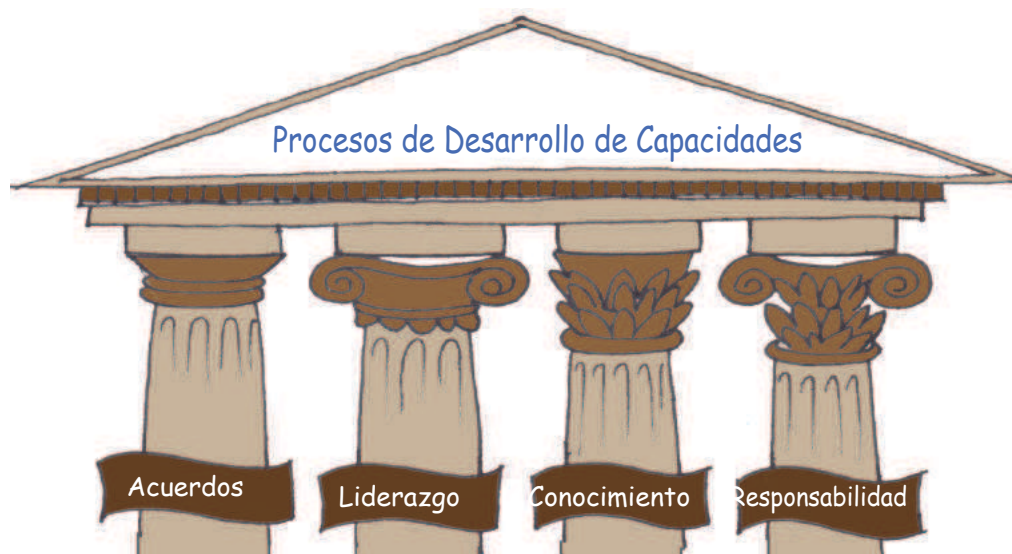 Procesos de Desarrollo de Capacidades
Acuerdos
Liderazgo
Conocimiento
Responsabilidad